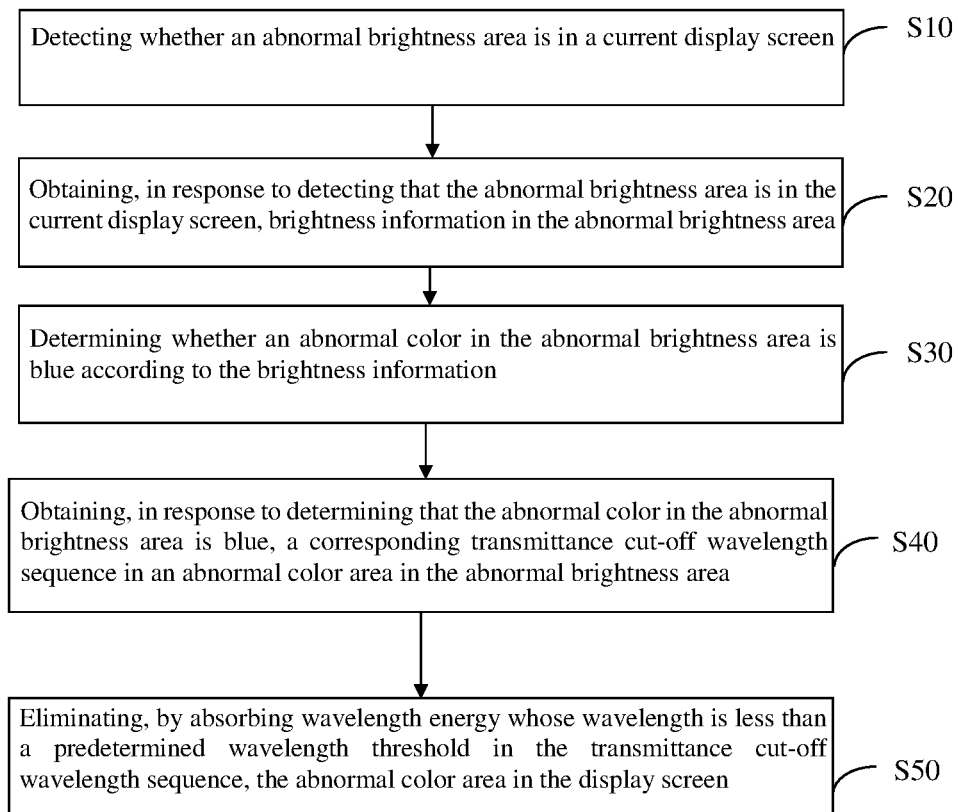 Detecting whether an abnormal brightness area is in a current display screen
S10
Obtaining, in response to detecting that the abnormal brightness area is in the
current display screen, brightness information in the abnormal brightness area
S20
Determining whether an abnormal color in the abnormal brightness area is
blue according to the brightness information
S30
Obtaining, in response to determining that the abnormal color in the abnormal
brightness area is blue, a corresponding transmittance cut-off wavelength
sequence in an abnormal color area in the abnormal brightness area
S40
Eliminating, by absorbing wavelength energy whose wavelength is less than
a predetermined wavelength threshold in the transmittance cut-off
wavelength sequence, the abnormal color area in the display screen
S50